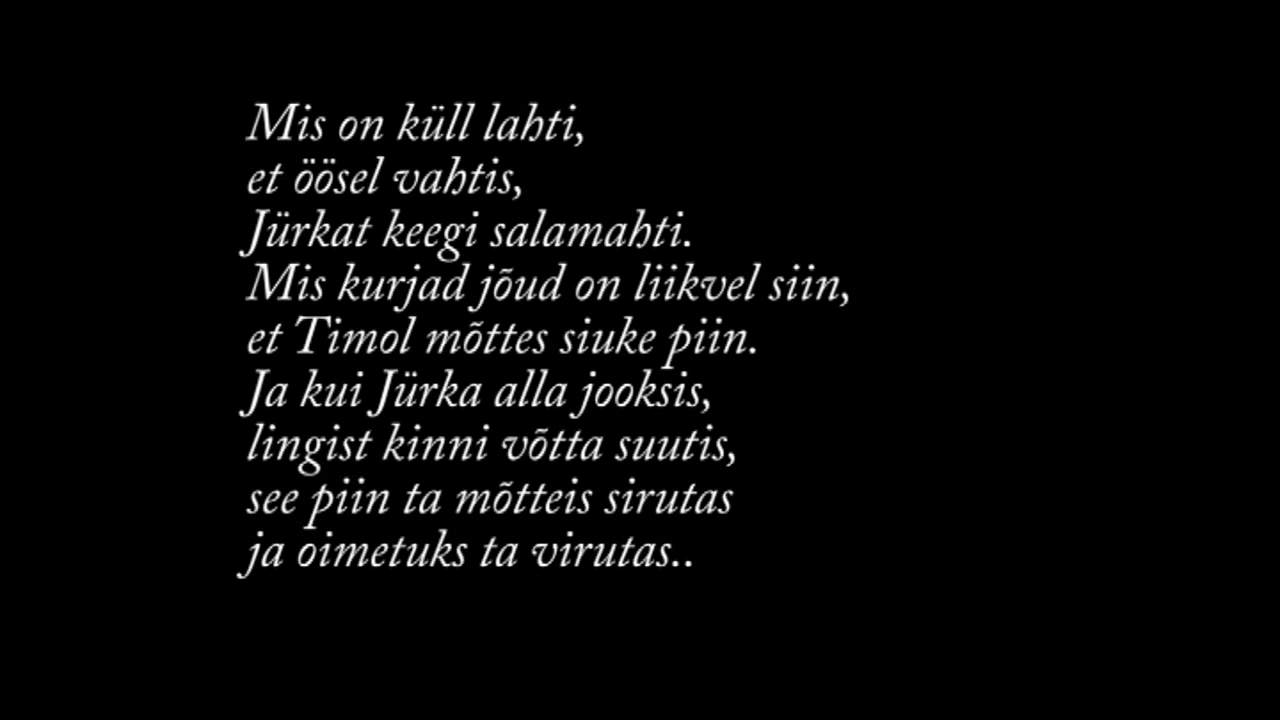 Mis on küll lahti,
et öösel vahtis,
Jürkat keegi salamahti.
Mis kurjad jõud on liikvel siin,
et Timol mõttes siuke piin.
Ja kui Jürka alla jooksis,
lingist kinni võtta suutis,
see piin ta mõtteis sirutas
ja oimetuks ta virutas..